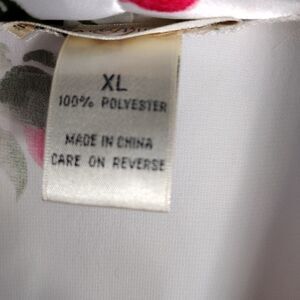 XL
100% POLYESTER
MADE IN CHINA
CARE ON REVERSE